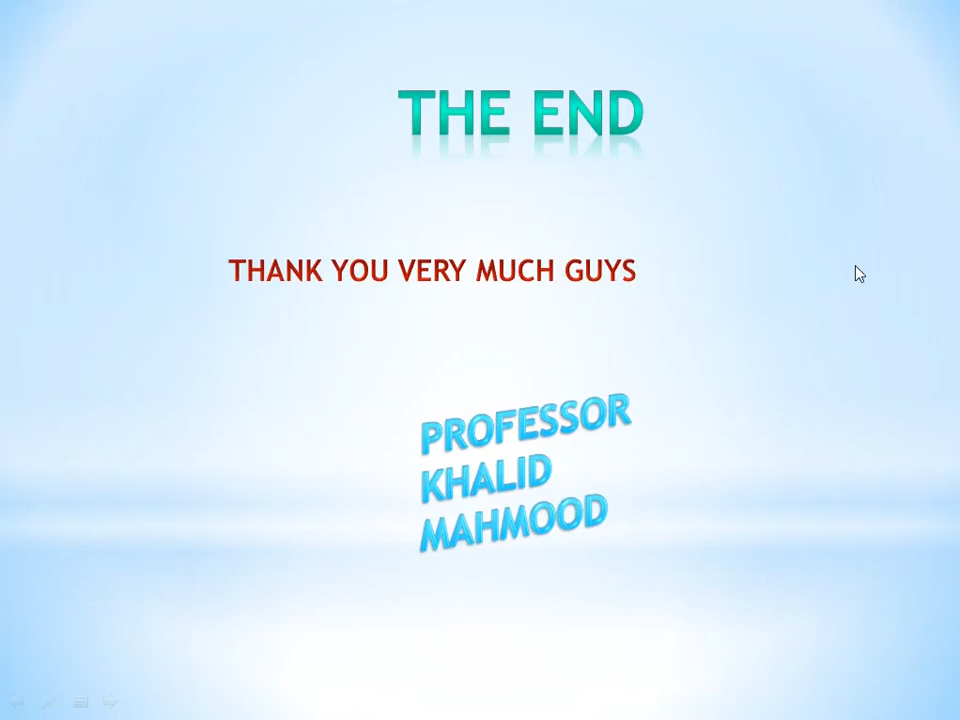 THE END
THANK YOU VERY MUCH GUYS
PROFESSOR
KHALID
MAHMOOD